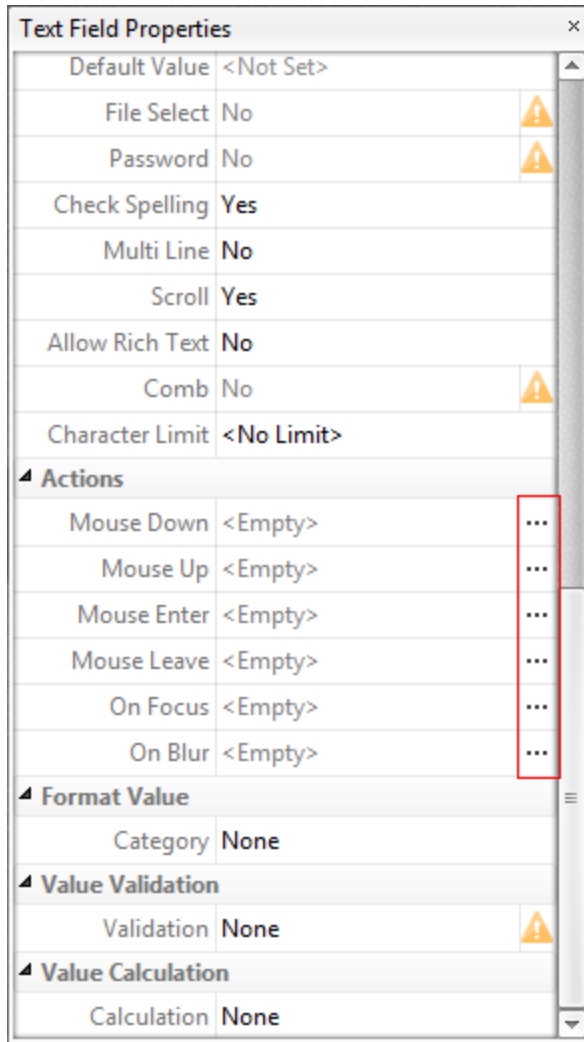 Text Field Properties
Default Value <Not Set>
File Select No
Password No
Check Spelling Yes
Multi Line No
Scroll Yes
Allow Rich Text No
Comb No
Character Limit <No Limit>
Actions
Mouse Down <Empty> ...
Mouse Up <Empty> ...
Mouse Enter <Empty> ...
Mouse Leave <Empty> ...
On Focus <Empty> ...
On Blur <Empty> ...
Format Value
Category None
Value Validation
Validation None
Value Calculation
Calculation None